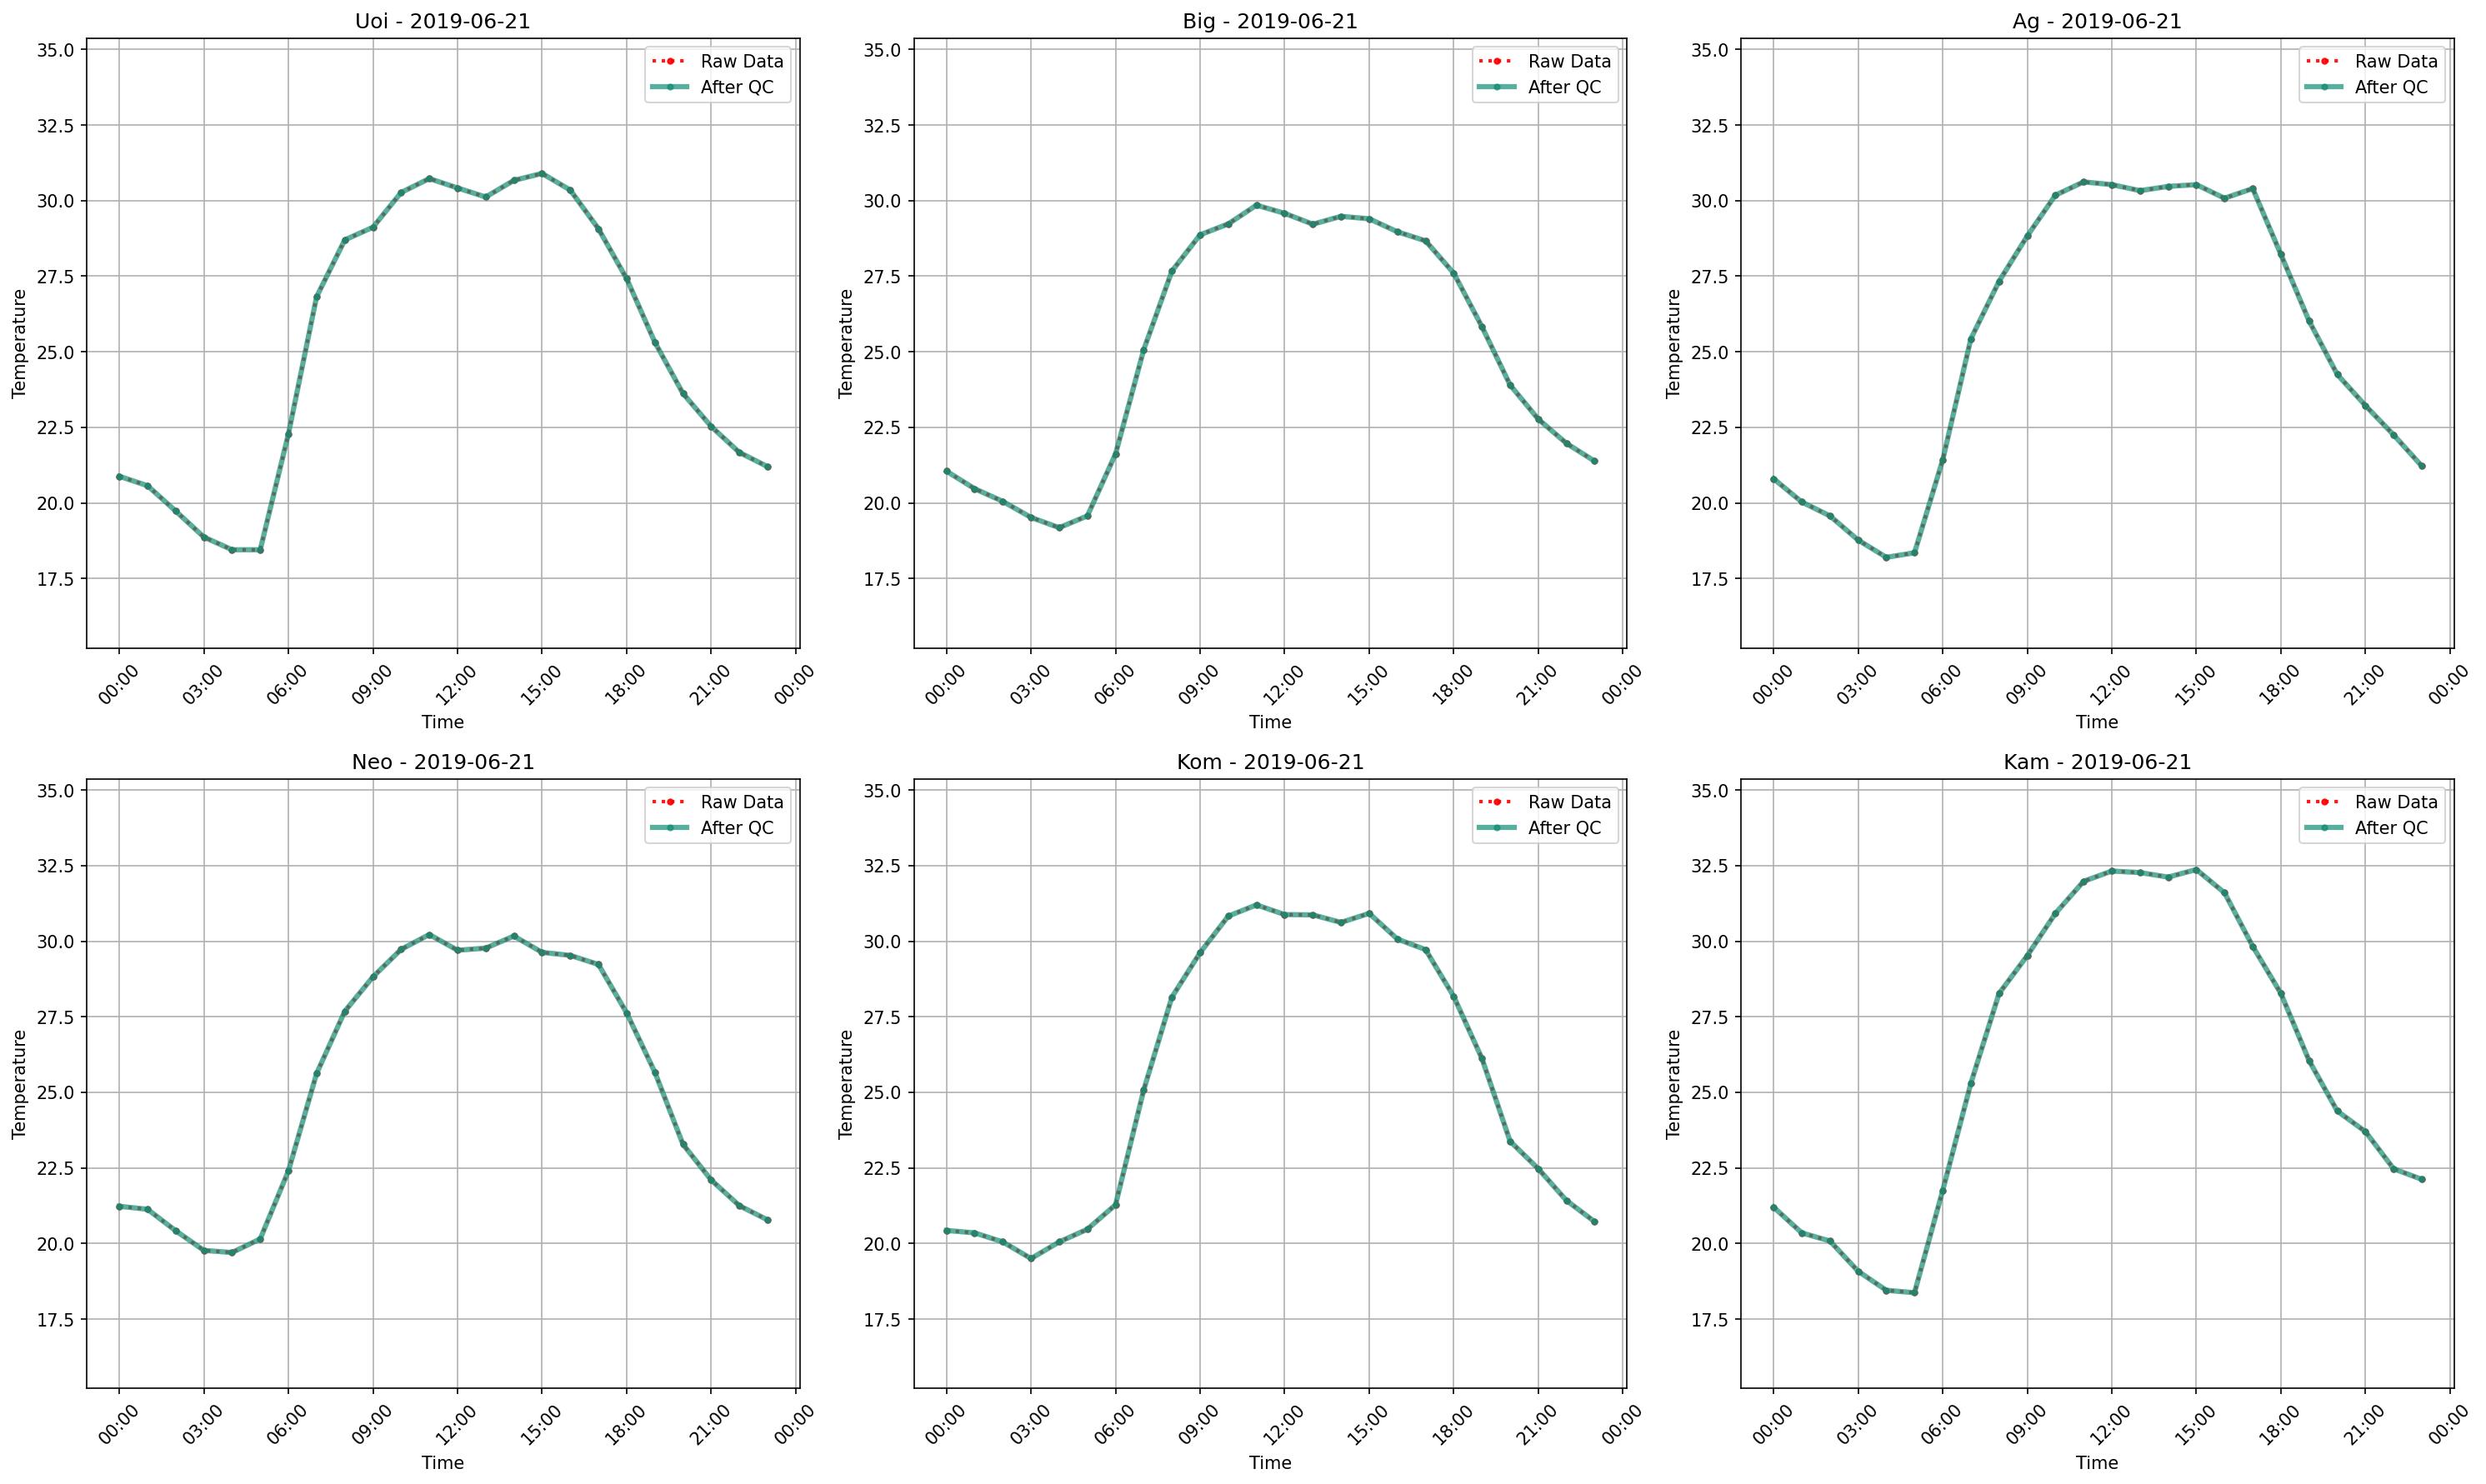 Uoi - 2019-06-21
35.0
32.5
30.0
27.5
25.0
22.5
20.0
17.5
Temperature
Raw Data
After QC
00:00 03:00 06:00 09:00 12:00 15:00 18:00 21:00 00:00
Time
Big - 2019-06-21
35.0
32.5
30.0
27.5
25.0
22.5
20.0
17.5
Temperature
Raw Data
After QC
00:00 03:00 06:00 09:00 12:00 15:00 18:00 21:00 00:00
Time
Ag - 2019-06-21
35.0
32.5
30.0
27.5
25.0
22.5
20.0
17.5
Temperature
Raw Data
After QC
00:00 03:00 06:00 09:00 12:00 15:00 18:00 21:00 00:00
Time
Neo - 2019-06-21
35.0
32.5
30.0
27.5
25.0
22.5
20.0
17.5
Temperature
Raw Data
After QC
00:00 03:00 06:00 09:00 12:00 15:00 18:00 21:00 00:00
Time
Kom - 2019-06-21
35.0
32.5
30.0
27.5
25.0
22.5
20.0
17.5
Temperature
Raw Data
After QC
00:00 03:00 06:00 09:00 12:00 15:00 18:00 21:00 00:00
Time
Kam - 2019-06-21
35.0
32.5
30.0
27.5
25.0
22.5
20.0
17.5
Temperature
Raw Data
After QC
00:00 03:00 06:00 09:00 12:00 15:00 18:00 21:00 00:00
Time